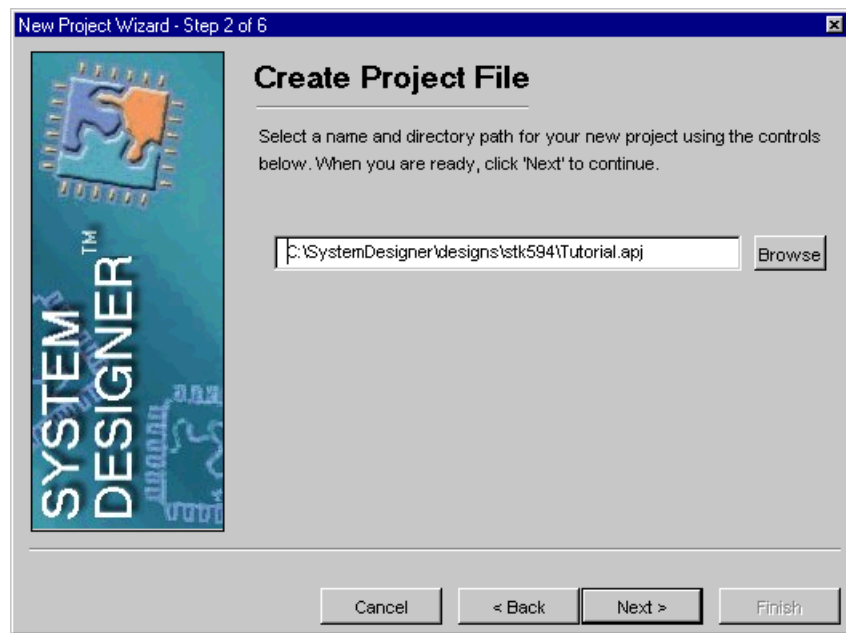 New Project Wizard - Step 2 of 6
SYSTEM
DESIGNER™
Create Project File
Select a name and directory path for your new project using the controls
below. When you are ready, click 'Next' to continue.
C:\SystemDesigner\designs\stk594\Tutorial.apj
Browse
Cancel
< Back
Next >
Finish